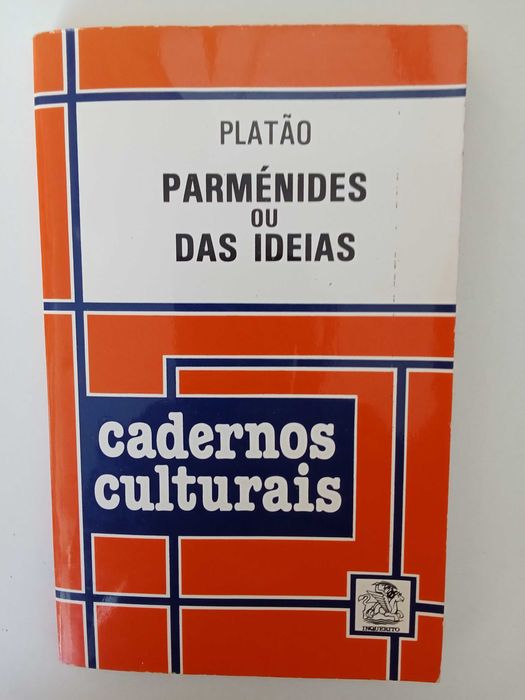 PLATÃO
PARMÉNIDES
OU
DAS IDEIAS
cadernos
culturais
INQUÉRITO